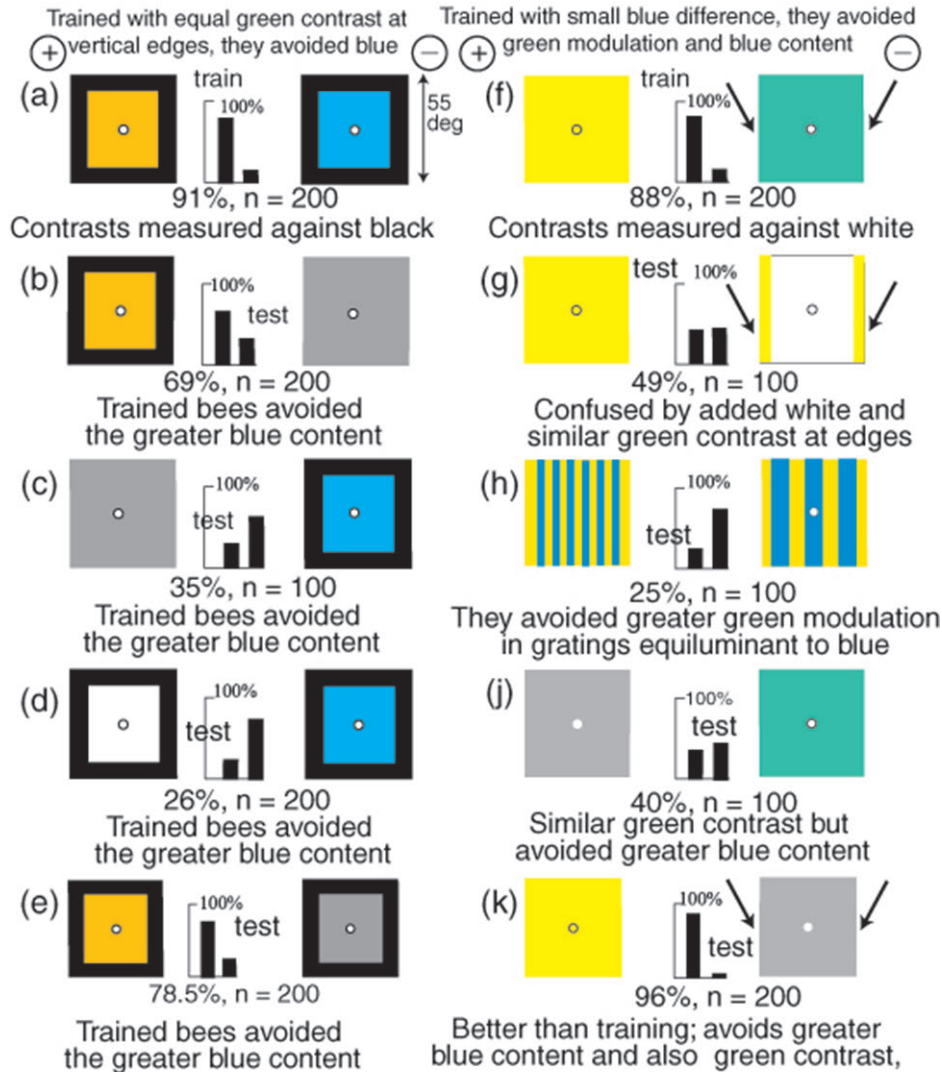 Trained with equal green contrast at
vertical edges, they avoided blue
+
−
(a)
train
100%
55
deg
91%, n = 200
Contrasts measured against black
(b)
100%
test
69%, n = 200
Trained bees avoided
the greater blue content
(c)
100%
test
35%, n = 100
Trained bees avoided
the greater blue content
(d)
100%
test
26%, n = 200
Trained bees avoided
the greater blue content
(e)
100%
test
78.5%, n = 200
Trained bees avoided
the greater blue content
Trained with small blue difference, they avoided
green modulation and blue content
+
−
(f)
train
100%
88%, n = 200
Contrasts measured against white
(g)
test
100%
49%, n = 100
Confused by added white and
similar green contrast at edges
(h)
100%
test
25%, n = 100
They avoided greater green modulation
in gratings equiluminant to blue
(j)
100%
test
40%, n = 100
Similar green contrast but
avoided greater blue content
(k)
100%
test
96%, n = 200
Better than training; avoids greater
blue content and also green contrast,